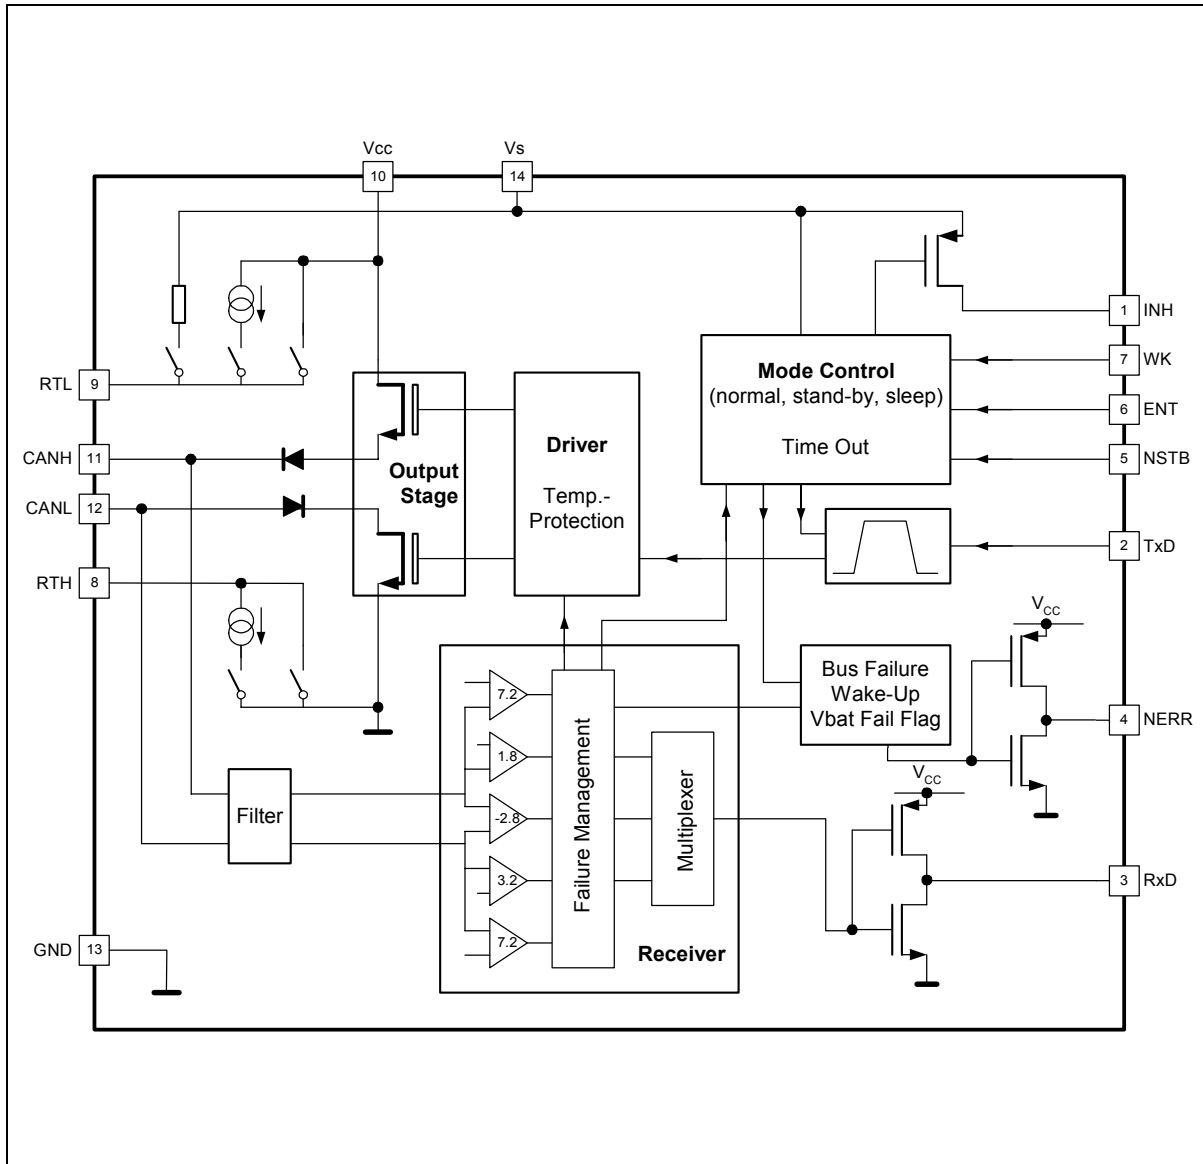 Vcc
Vs
10
14
1
INH
7
WK
6
ENT
5
NSTB
Mode Control
(normal, stand-by, sleep)
Time Out
RTL
9
CANH
11
CANL
12
RTH
8
Output
Stage
Driver
Temp.-
Protection
2
TxD
VCC
Bus Failure
Wake-Up
Vbat Fail Flag
4
NERR
7.2
1.8
-2.8
3.2
7.2
Failure Management
Multiplexer
Receiver
Filter
VCC
3
RxD
GND
13